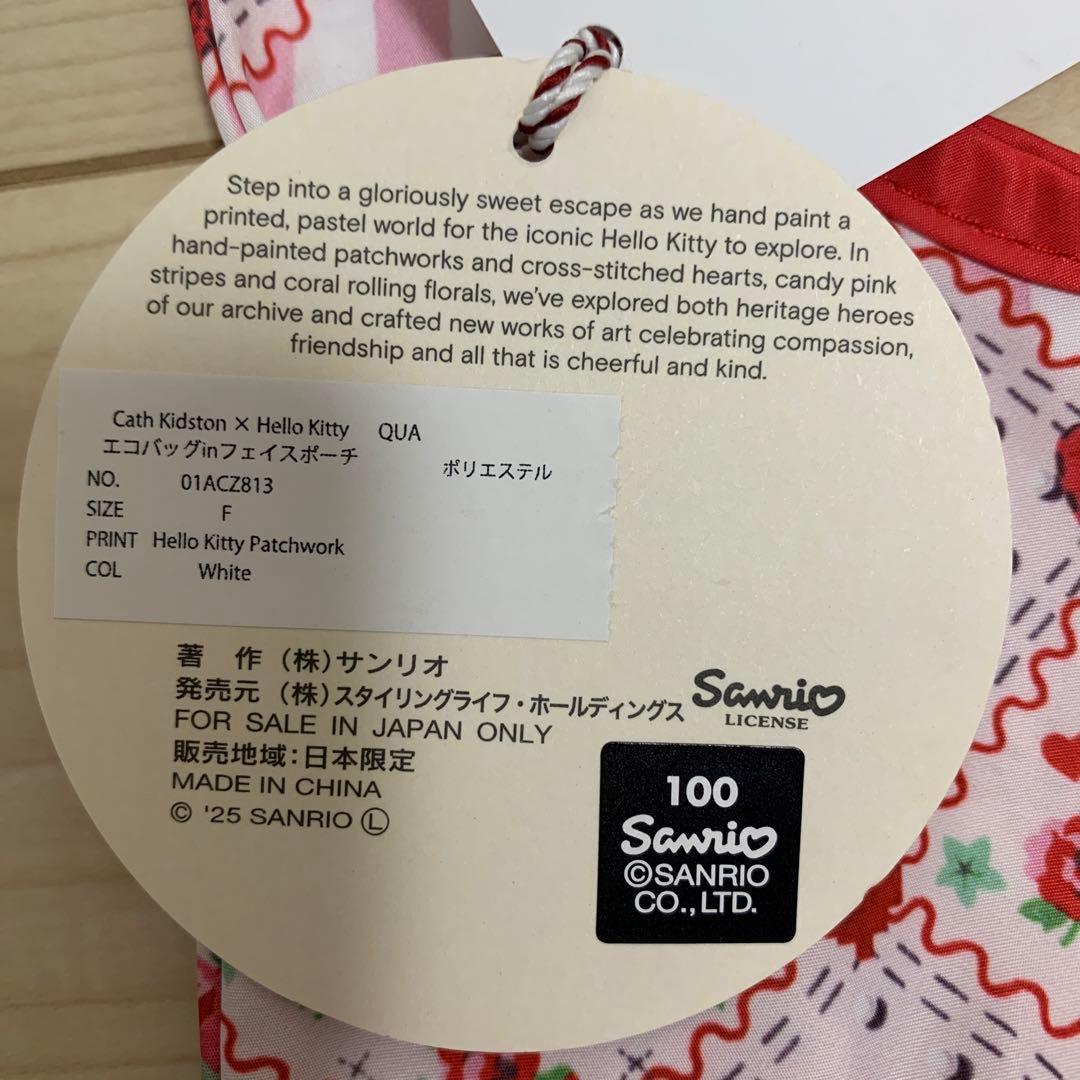 Step into a gloriously sweet escape as we hand paint a
printed, pastel world for the iconic Hello Kitty to explore. In
hand-painted patchworks and cross-stitched hearts, candy pink
stripes and coral rolling florals, we've explored both heritage heroes
of our archive and crafted new works of art celebrating compassion,
friendship and all that is cheerful and kind.
Cath Kidston × Hello Kitty QUA
エコバッグinフェイスポーチ ポリエステル
NO. 01ACZ813
SIZE F
PRINT Hello Kitty Patchwork
COL White
著 作 (株)サンリオ
発売元 (株)スタイリングライフ・ホールディングス
FOR SALE IN JAPAN ONLY
販売地域:日本限定
MADE IN CHINA
© '25 SANRIO Ⓛ
Sanrio
LICENSE
100
Sanrio
©SANRIO
CO.,LTD.